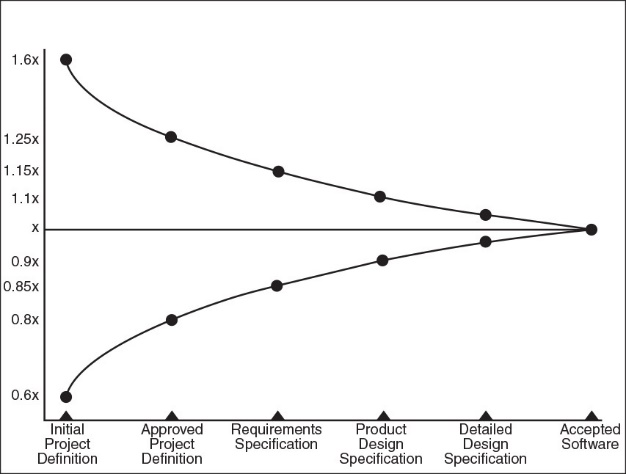 1.6x
1.25x
1.15x
1.1x
x
0.9x
0.85x
0.8x
0.6x
Initial
Project
Definition
Approved
Project
Definition
Requirements
Specification
Product
Design
Specification
Detailed
Design
Specification
Accepted
Software